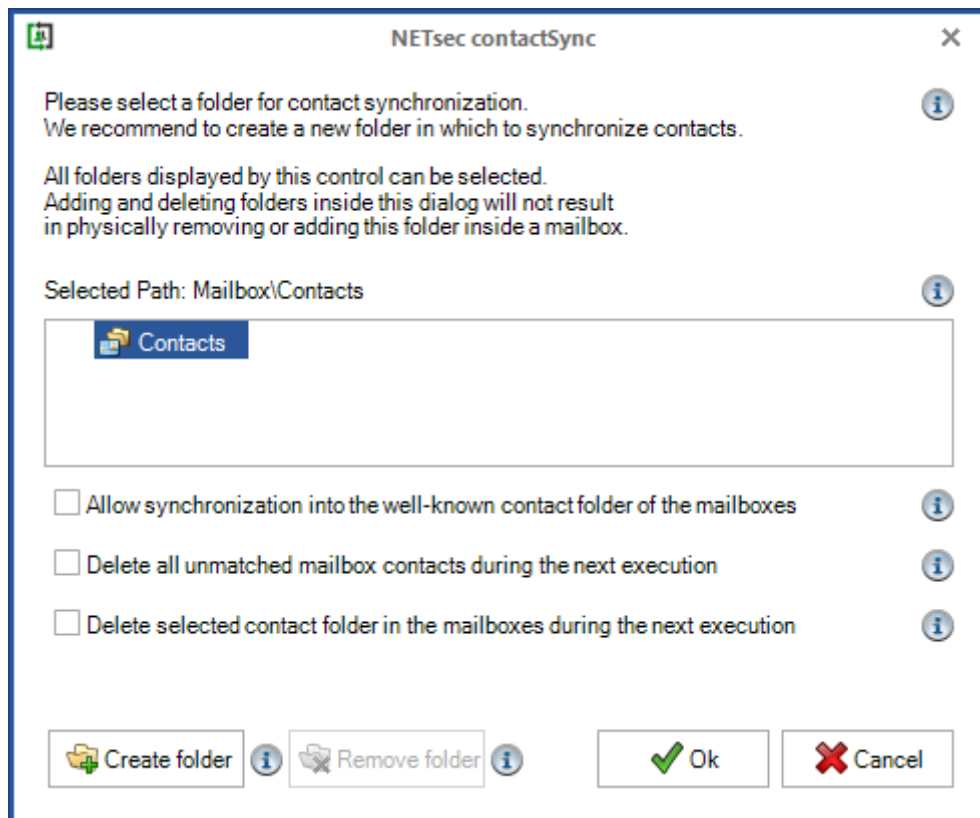 NETsec contactSync
Please select a folder for contact synchronization.
We recommend to create a new folder in which to synchronize contacts.
All folders displayed by this control can be selected.
Adding and deleting folders inside this dialog will not result
in physically removing or adding this folder inside a mailbox.
Selected Path: Mailbox\Contacts
Contacts
Allow synchronization into the well-known contact folder of the mailboxes
Delete all unmatched mailbox contacts during the next execution
Delete selected contact folder in the mailboxes during the next execution
Create folder Remove folder Ok Cancel